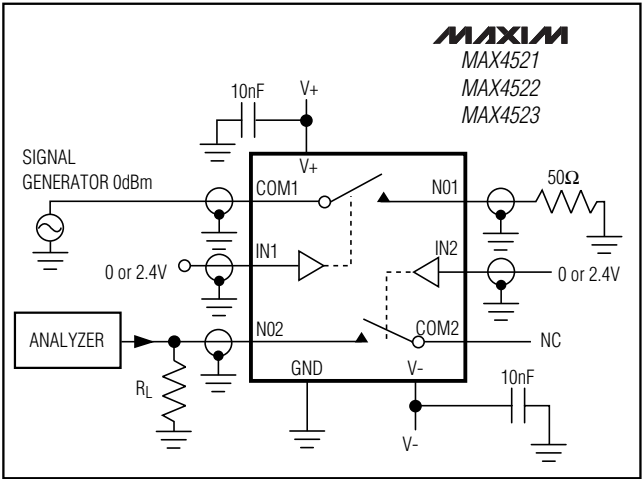 MAXIM
MAX4521
MAX4522
MAX4523
10nF
V+
V+
SIGNAL
GENERATOR 0dBm
COM1
N01
50Ω
IN1
IN2
0 or 2.4V
0 or 2.4V
ANALYZER
N02
COM2
NC
RL
GND
V-
10nF
V-